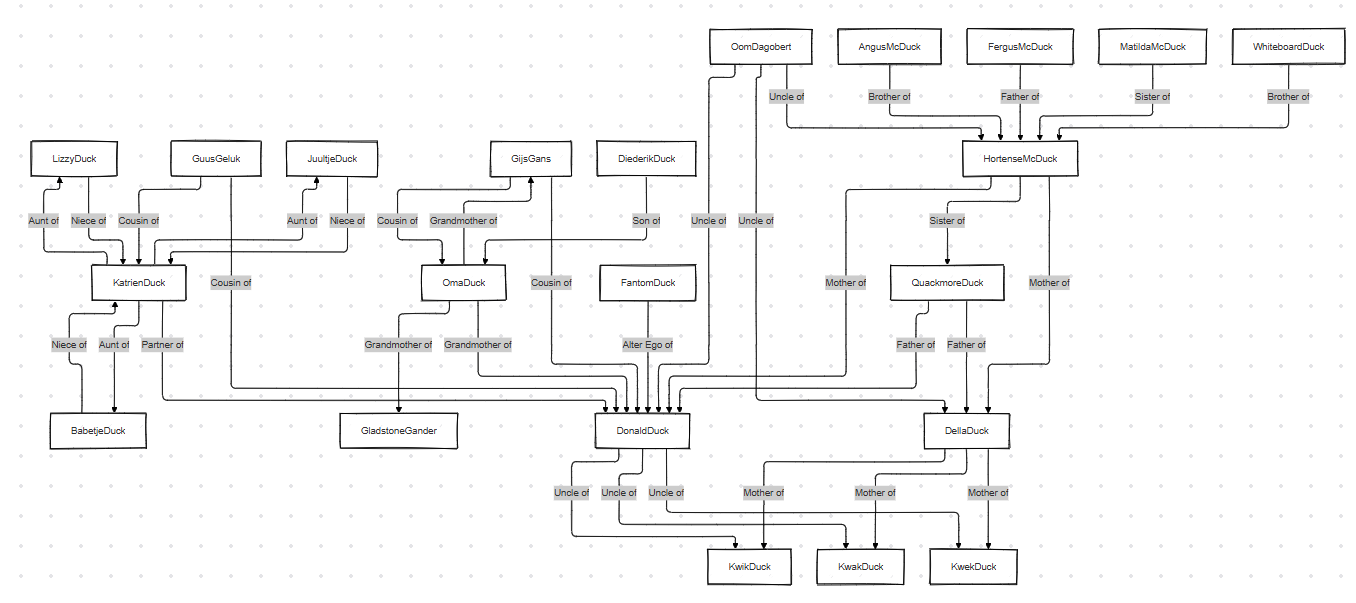 OomDagobert
AngusMcDuck
FergusMcDuck
MatildaMcDuck
WhiteboardDuck
Uncle of
Brother of
Father of
Sister of
Brother of
LizzyDuck
GuusGeluk
JuultjeDuck
GijsGans
DiederikDuck
HortenseMcDuck
Aunt of
Niece of
Cousin of
Aunt of
Niece of
Cousin of
Grandmother of
Son of
Uncle of
Uncle of
Sister of
KatrienDuck
Cousin of
OmaDuck
Cousin of
FantomDuck
Mother of
QuackmoreDuck
Mother of
Niece of
Aunt of
Partner of
Grandmother of
Grandmother of
Alter Ego of
Father of
Father of
BabetjeDuck
GladstoneGander
DonaldDuck
DellaDuck
Uncle of
Uncle of
Uncle of
Mother of
Mother of
Mother of
KwikDuck
KwakDuck
KwekDuck